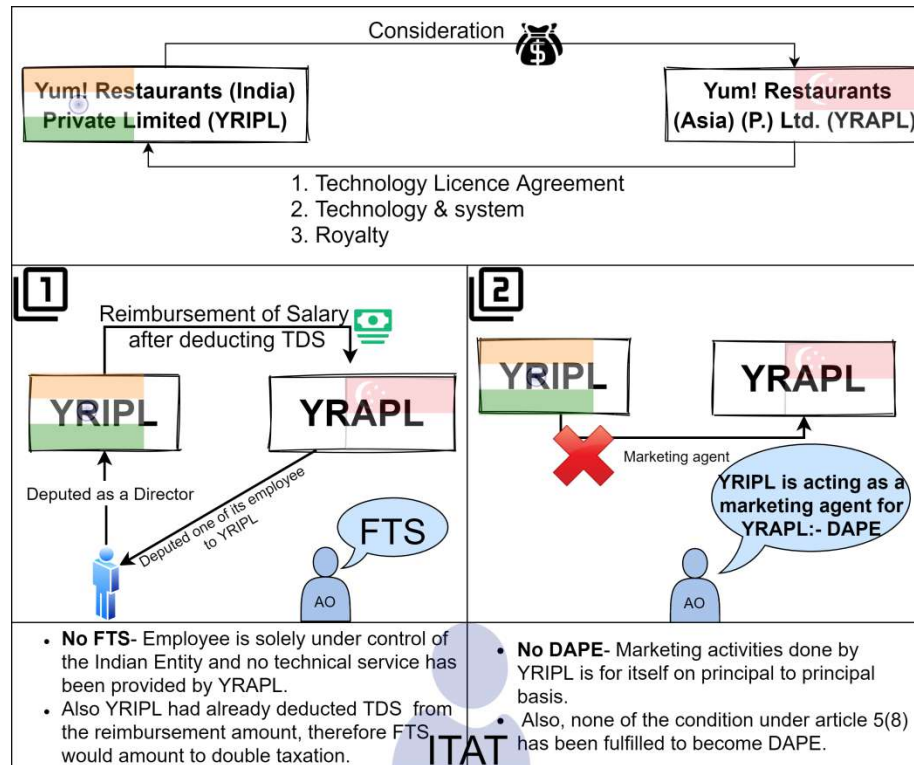 Consideration
$
Yum! Restaurants (India)
Private Limited (YRIPL)
Yum! Restaurants
(Asia) (P.) Ltd. (YRAPL)
1. Technology Licence Agreement
2. Technology & system
3. Royalty
1
Reimbursement of Salary
after deducting TDS
YRIPL
YRAPL
Deputed as a Director
Deputed one of its employee
to YRIPL
FTS
AO
2
YRIPL
YRAPL
Marketing agent
YRIPL is acting as a
marketing agent for
YRAPL:- DAPE
AO
• No FTS- Employee is solely under control of
the Indian Entity and no technical service has
been provided by YRAPL.
• Also YRIPL had already deducted TDS from
the reimbursement amount, therefore FTS
would amount to double taxation.
• No DAPE- Marketing activities done by
YRIPL is for itself on principal to principal
basis.
• Also, none of the condition under article 5(8)
has been fulfilled to become DAPE.
ITAT